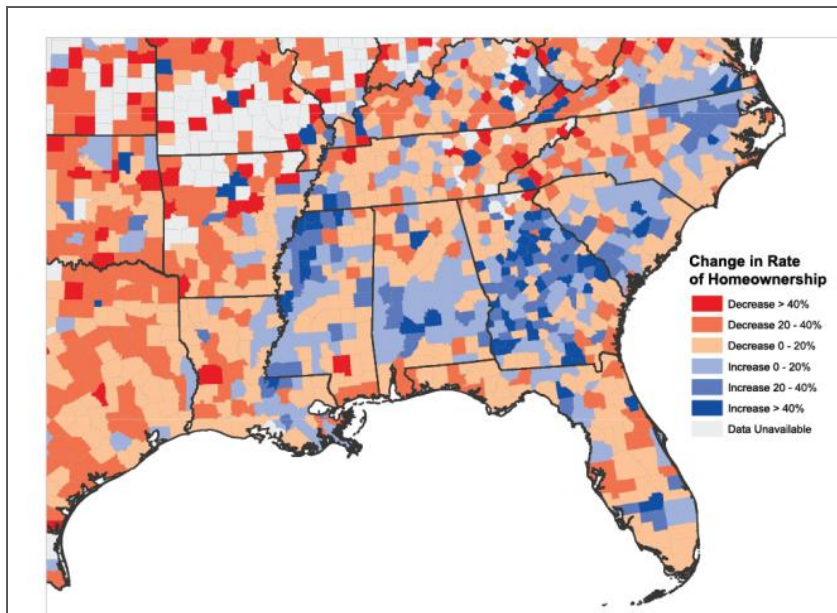 Change in Rate
of Homeownership
Decrease > 40%
Decrease 20 - 40%
Decrease 0 - 20%
Increase 0 - 20%
Increase 20 - 40%
Increase > 40%
Data Unavailable